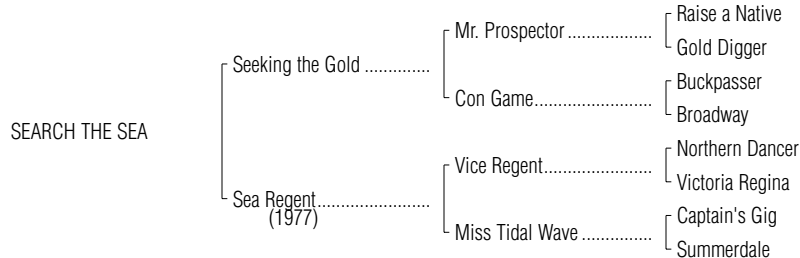 Raise a Native
Mr. Prospector ..................
Gold Digger
Seeking the Gold ..............
Buckpasser
Con Game.........................
Broadway
SEARCH THE SEA
Northern Dancer
Vice Regent.......................
Victoria Regina
Sea Regent........................
(1977)
Captain's Gig
Miss Tidal Wave ...............
Summerdale